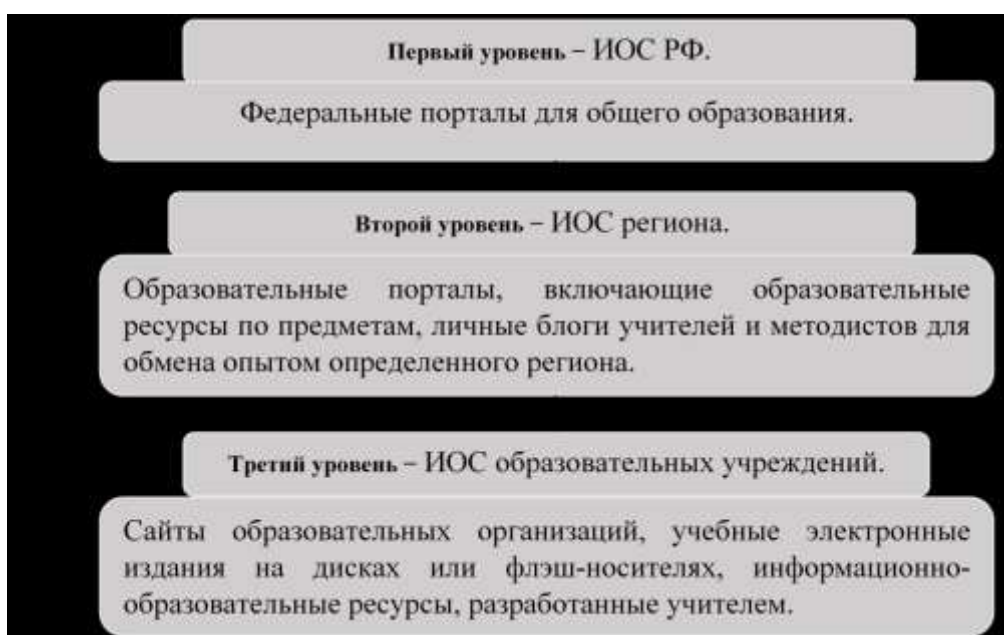 Первый уровень – ИОС РФ.
Федеральные порталы для общего образования.
Второй уровень – ИОС региона.
Образовательные порталы, включающие образовательные
ресурсы по предметам, личные блоги учителей и методистов для
обмена опытом определенного региона.
Третий уровень – ИОС образовательных учреждений.
Сайты образовательных организаций, учебные электронные
издания на дисках или флэш-носителях, информационно-
образовательные ресурсы, разработанные учителем.